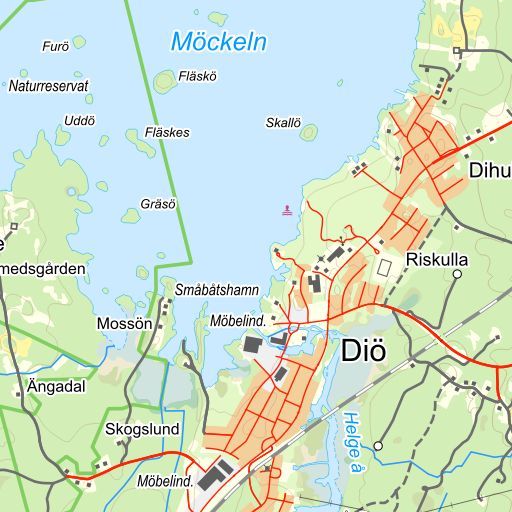 Furö
Möckeln
Fläskö
Naturreservat
Uddö
Fläskes
Skallö
Dihu
Gräsö
e
medsgården
Riskulla
Småbåtshamn
Mossön
Möbelind.
Diö
Ängadal
Skogslund
Helge å
Möbelind.